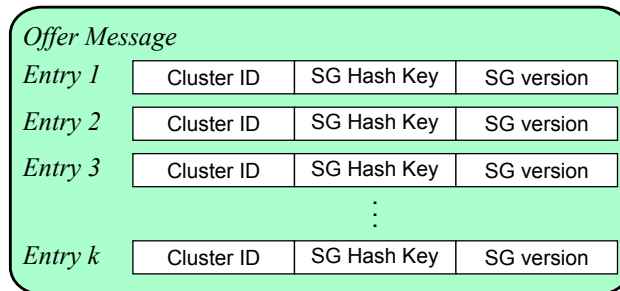 Offer Message
Entry 1 Cluster ID SG Hash Key SG version
Entry 2 Cluster ID SG Hash Key SG version
Entry 3 Cluster ID SG Hash Key SG version
⋮
Entry k Cluster ID SG Hash Key SG version